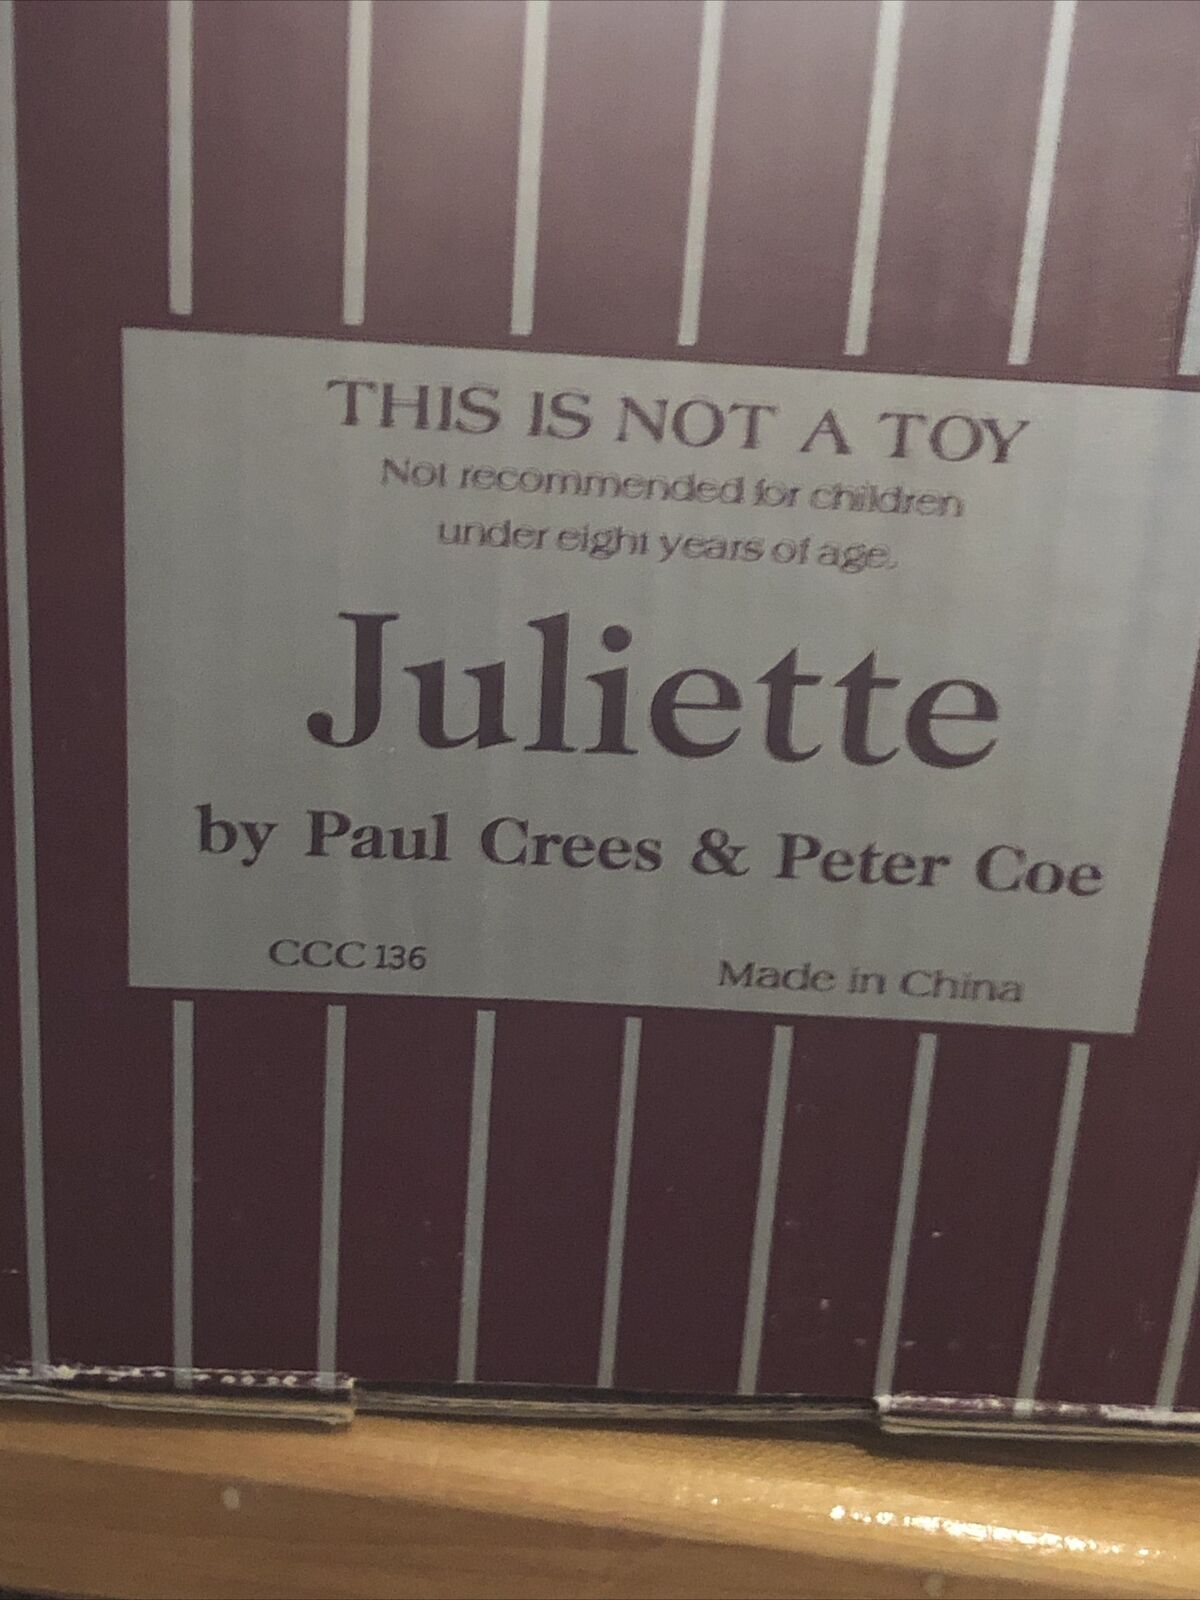 THIS IS NOT A TOY
Not recommended for children
under eight years of age.
Juliette
by Paul Crees & Peter Coe
CCC 136 Made in China